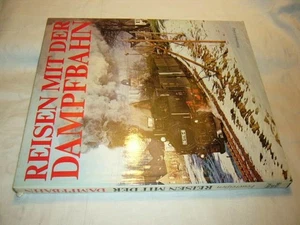 REISEN MIT DER
DAMPFBAHN
REISEN MIT DER DAMPFBAHN